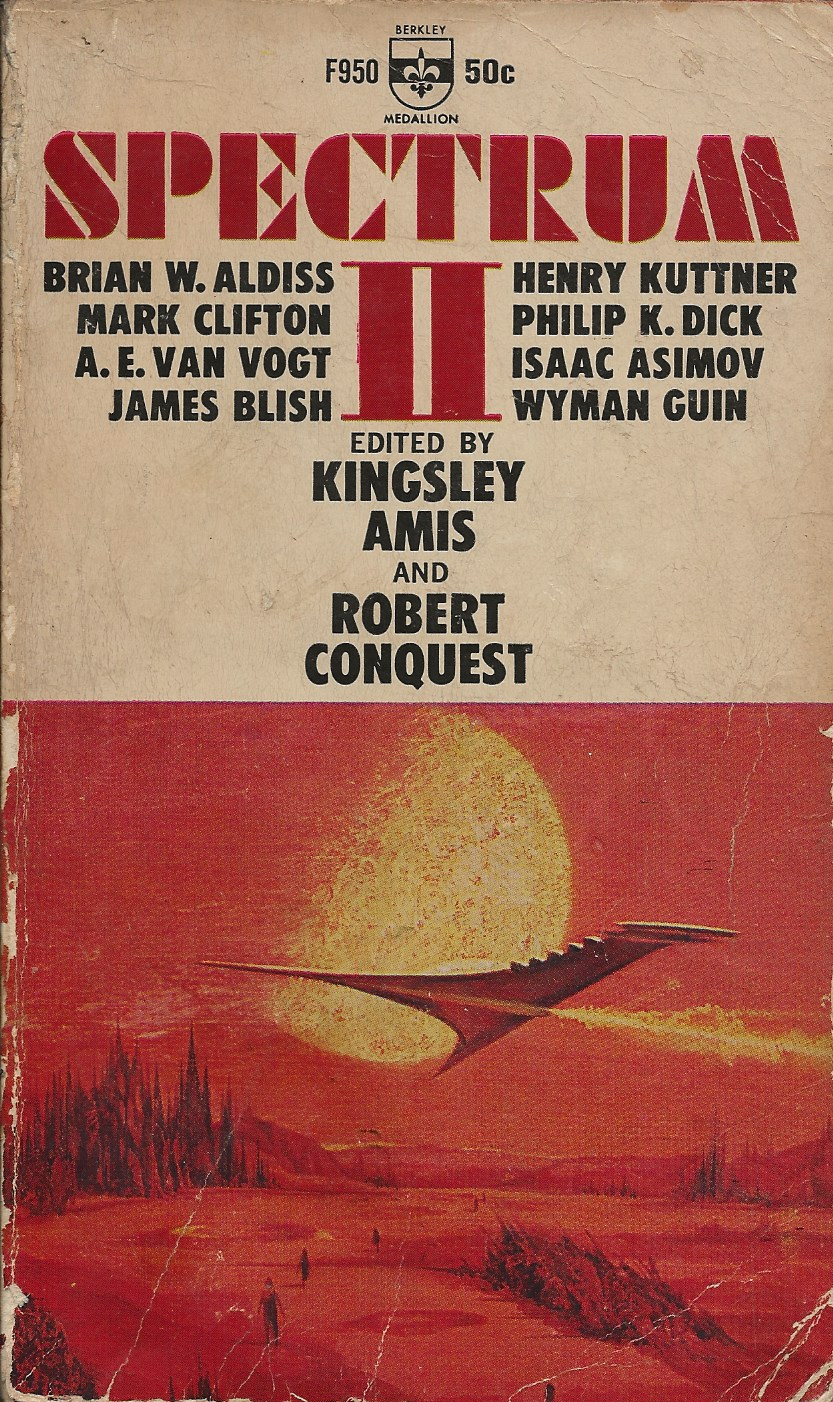 BERKLEY
F950 50c
MEDALLION
SPECTRUM
II
BRIAN W. ALDISS
MARK CLIFTON
A. E. VAN VOGT
JAMES BLISH
HENRY KUTTNER
PHILIP K. DICK
ISAAC ASIMOV
WYMAN GUIN
EDITED BY
KINGSLEY
AMIS
AND
ROBERT
CONQUEST